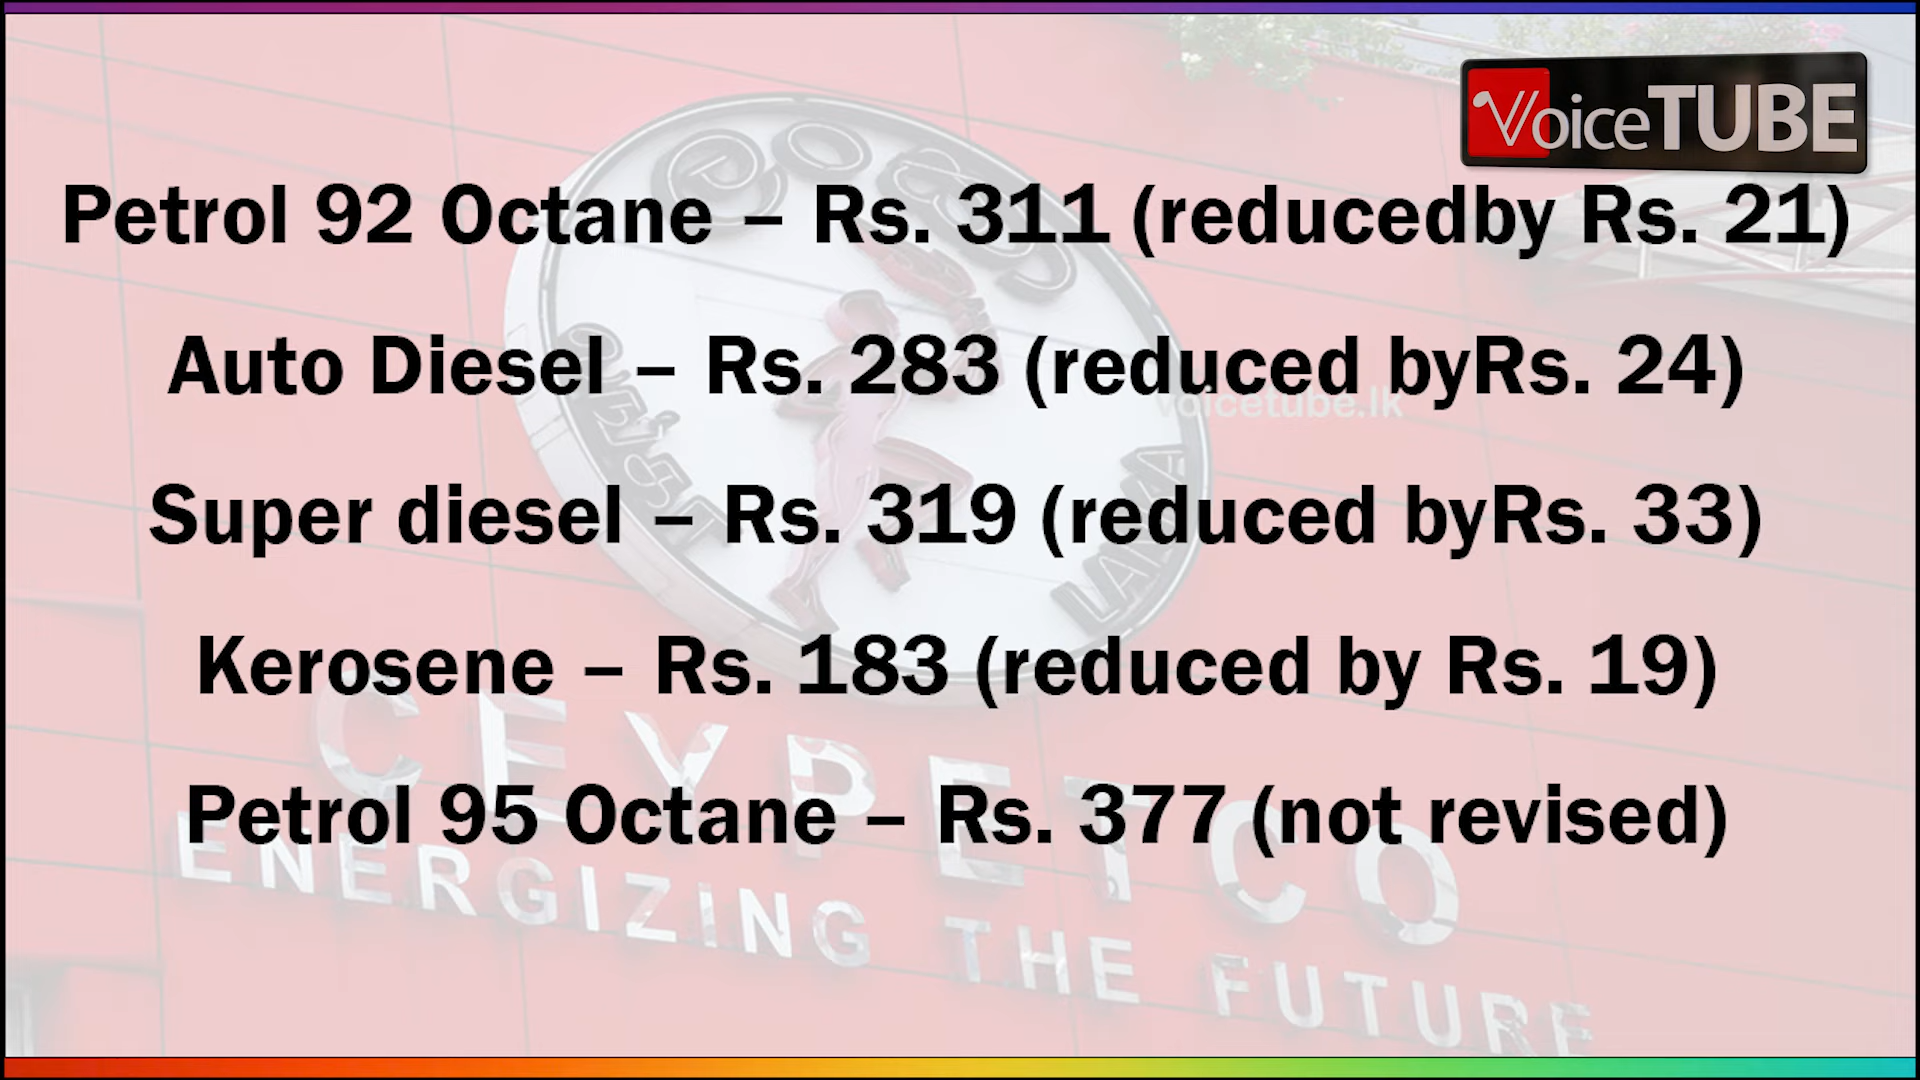 VoiceTUBE
Petrol 92 Octane – Rs. 311 (reducedby Rs. 21)
Auto Diesel – Rs. 283 (reduced byRs. 24)
voicetube.lk
Super diesel – Rs. 319 (reduced byRs. 33)
Kerosene – Rs. 183 (reduced by Rs. 19)
Petrol 95 Octane – Rs. 377 (not revised)
CEYPETCO
ENERGIZING THE FUTURE